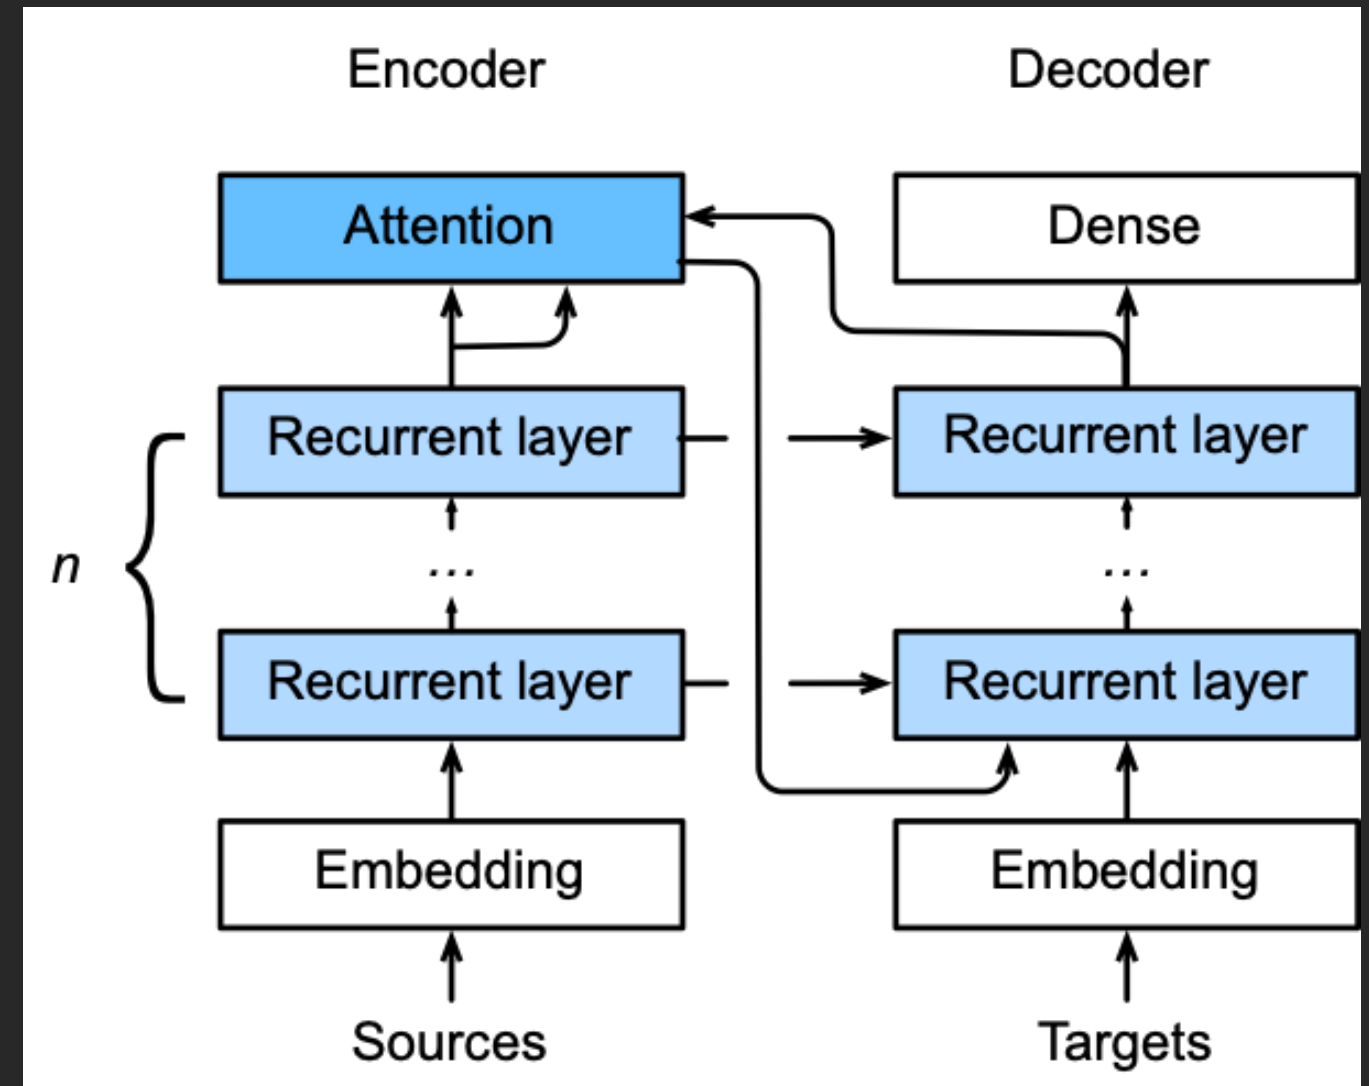 Encoder
Decoder
Attention
Dense
Recurrent layer
Recurrent layer
n
...
...
Recurrent layer
Recurrent layer
Embedding
Embedding
Sources
Targets